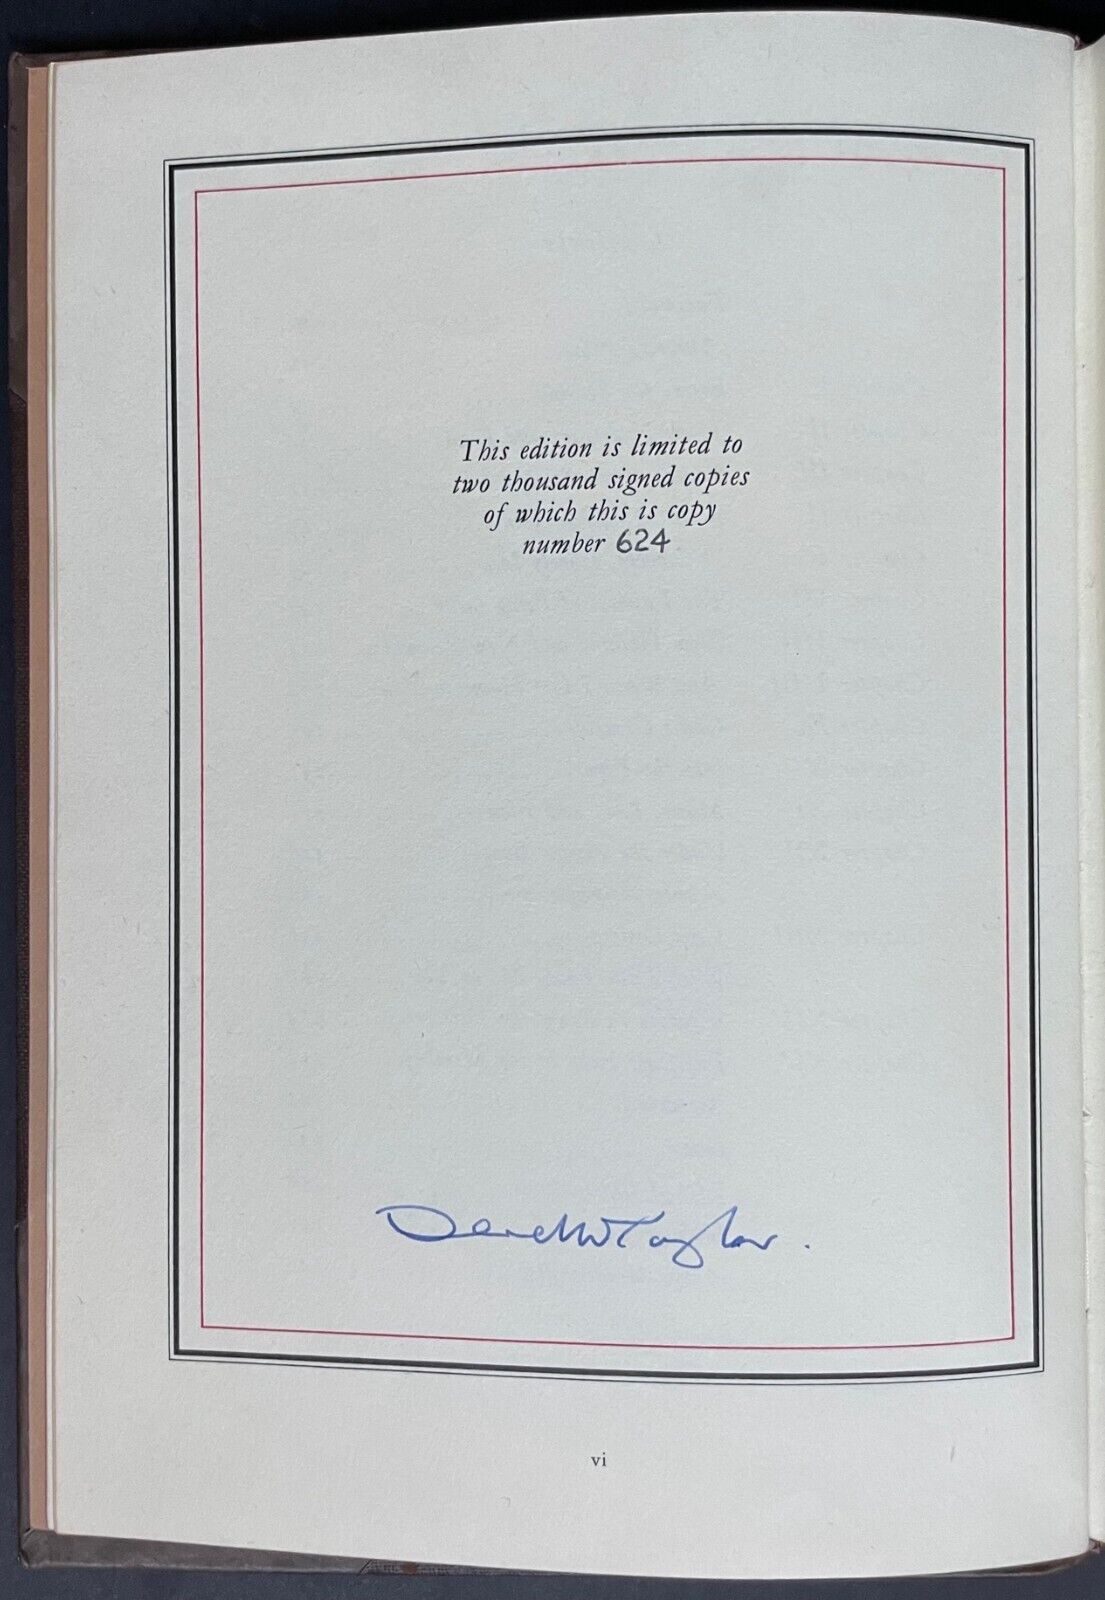 This edition is limited to
two thousand signed copies
of which this is copy
number 624
Derek W Taylor.
vi